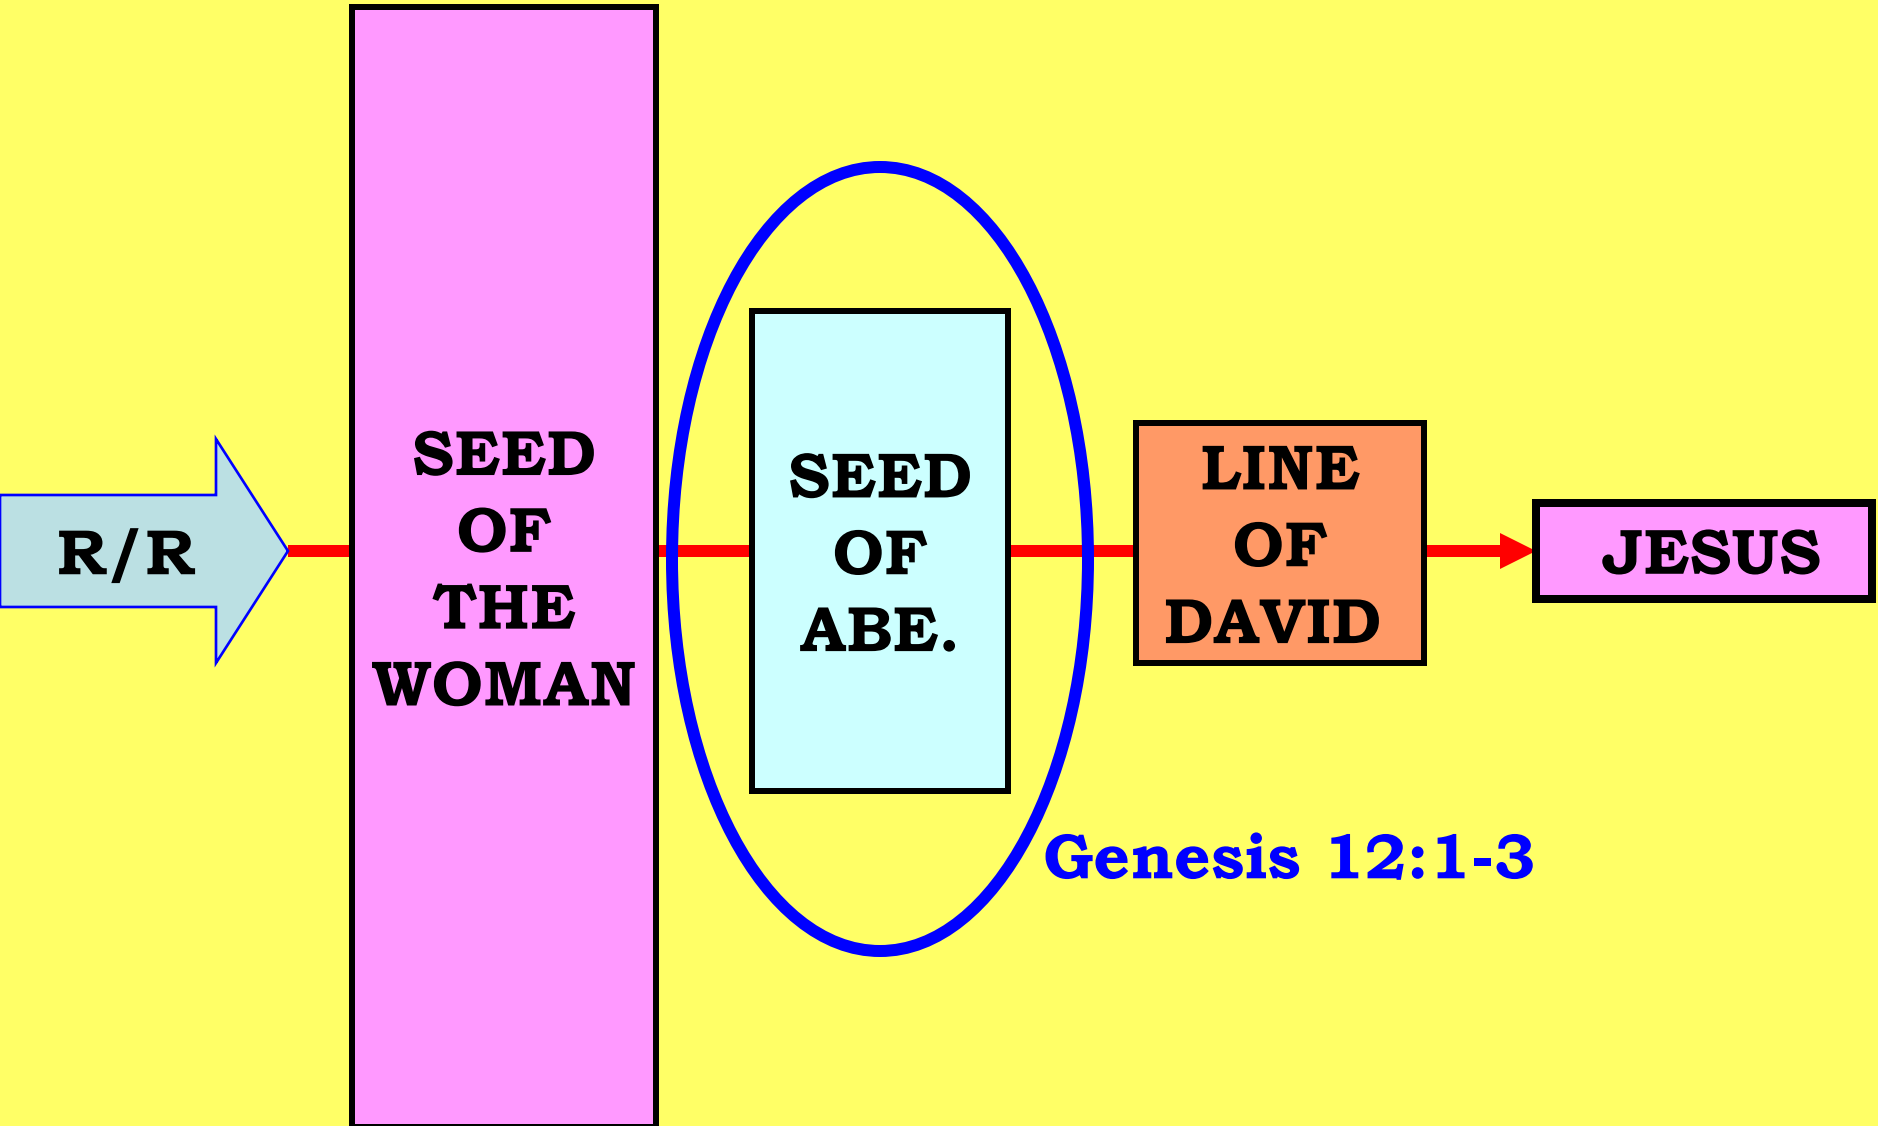 R/R
SEED
OF
THE
WOMAN
SEED
OF
ABE.
LINE
OF
DAVID
JESUS
Genesis 12:1-3